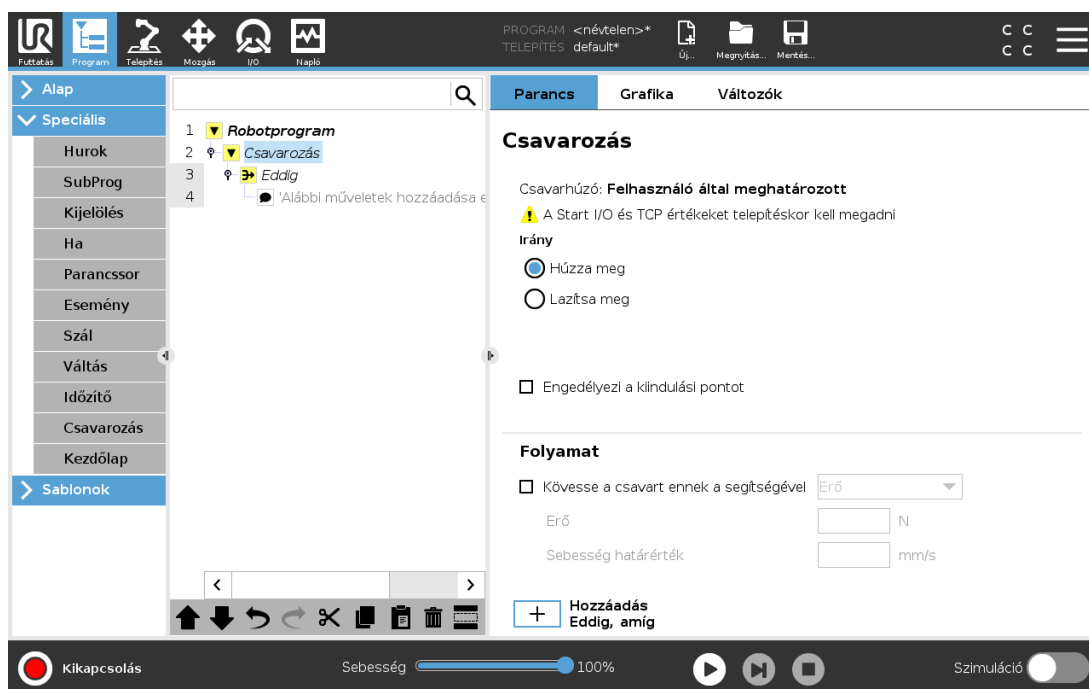 Futtatás
Program
Telepítés
Mozgás
I/O
Napló
PROGRAM <névtelen>*
TELEPÍTÉS default*
Új...
Megnyitás...
Mentés...
C C
C C
Alap
Speciális
Hurok
SubProg
Kijelölés
Ha
Parancssor
Esemény
Szál
Váltás
Időzítő
Csavarozás
Kezdőlap
Sablonok
1 Robotprogram
2 Csavarozás
3 Eddig
4 'Alábbi műveletek hozzáadása e
Parancs Grafika Változók
Csavarozás
Csavarhúzó: Felhasználó által meghatározott
A Start I/O és TCP értékeket telepítéskor kell megadni
Irány
Húzza meg
Lazítsa meg
Engedélyezi a kiindulási pontot
Folyamat
Kövesse a csavart ennek a segítségével Erő
Erő N
Sebesség határérték mm/s
+ Hozzáadás
Eddig, amíg
Kikapcsolás
Sebesség 100%
Szimuláció